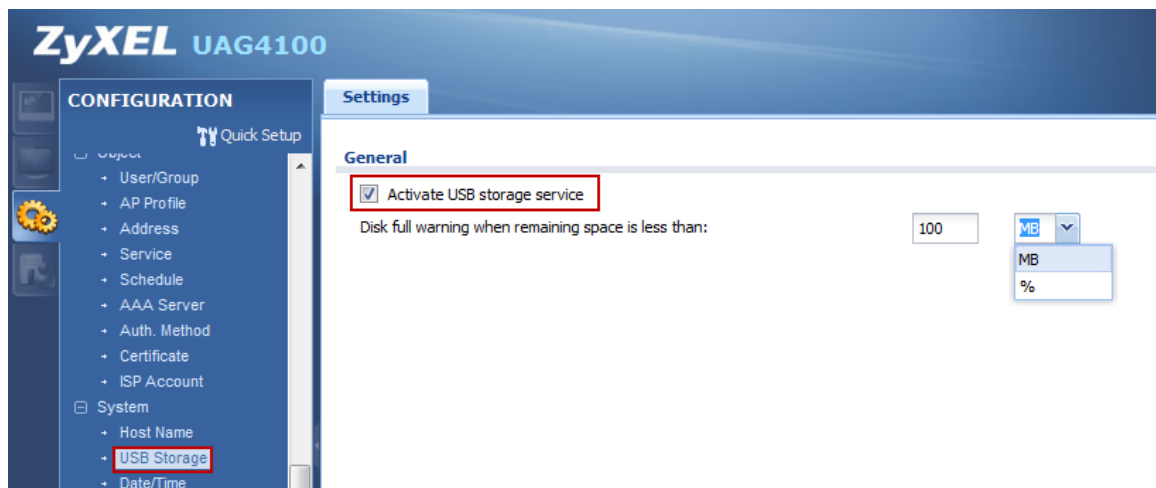 ZyXEL UAG4100
CONFIGURATION
Quick Setup
Object
User/Group
AP Profile
Address
Service
Schedule
AAA Server
Auth. Method
Certificate
ISP Account
System
Host Name
USB Storage
Date/Time
Settings
General
Activate USB storage service
Disk full warning when remaining space is less than: 100 MB
MB
%